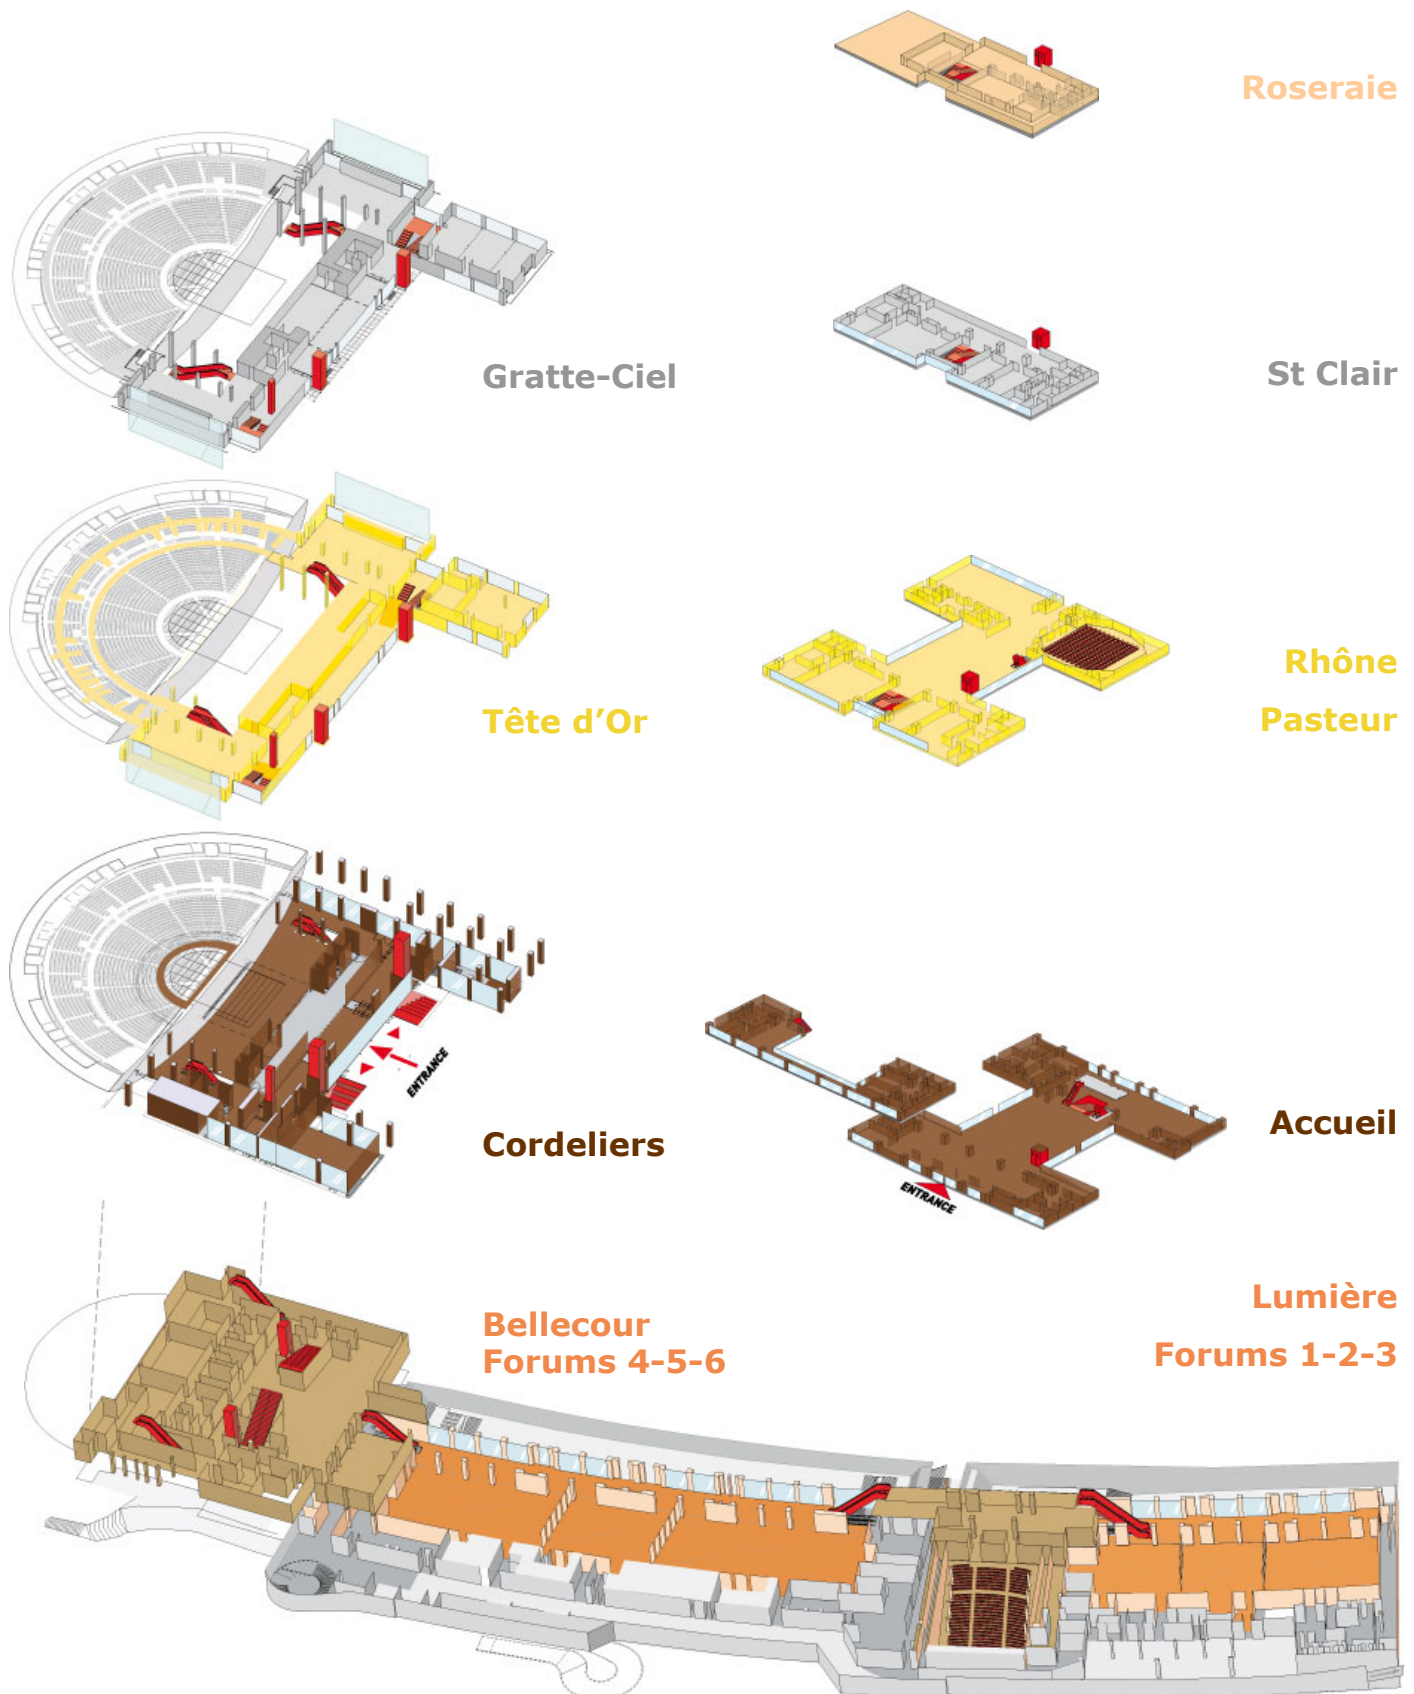 Roseraie
Gratte-Ciel
St Clair
Rhône
Tête d’Or
Pasteur
ENTRANCE
Cordeliers
Accueil
ENTRANCE
Bellecour
Forums 4-5-6
Lumière
Forums 1-2-3